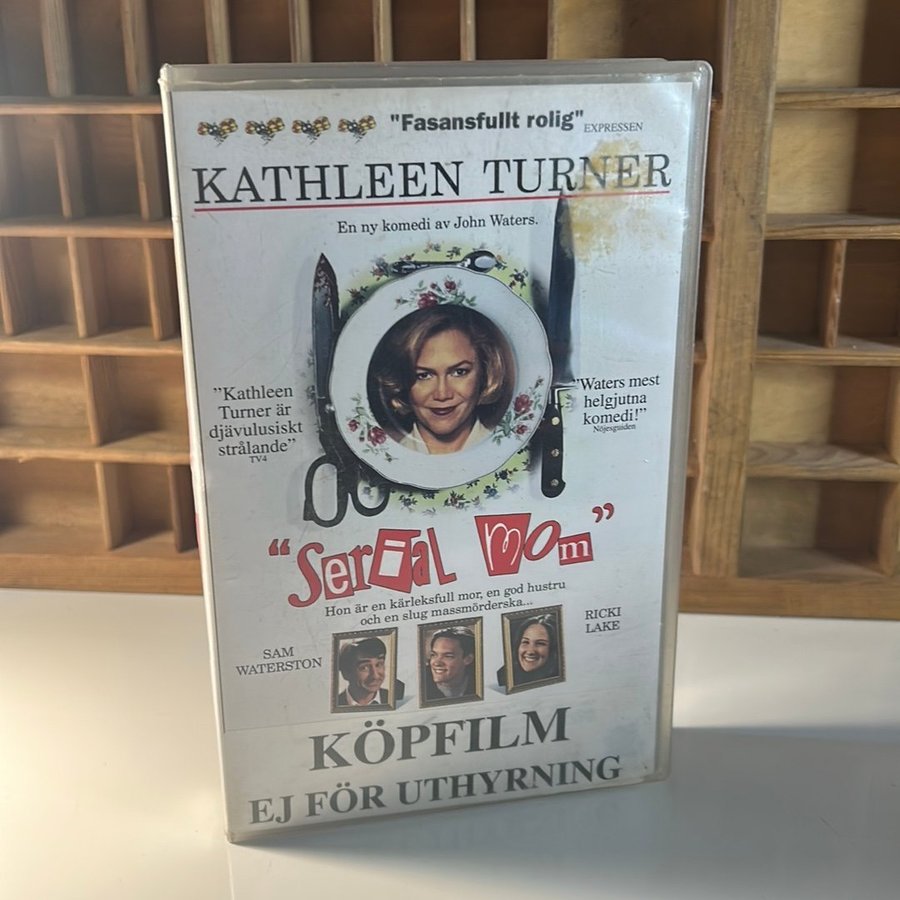 "Fasansfullt rolig" EXPRESSEN
KATHLEEN TURNER
En ny komedi av John Waters.
"Kathleen
Turner är
djävulusiskt
strålande"
TV4
"Waters mest
helgjutna
komedi!"
Nöjesguiden
"Serial Mom"
Hon är en kärleksfull mor, en god hustru
och en slug massmörderska...
SAM
WATERSTON
RICKI
LAKE
KÖPFILM
EJ FÖR UTHYRNING